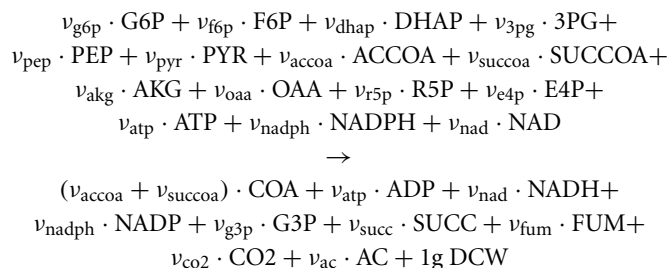 ν_g6p · G6P + ν_f6p · F6P + ν_dhap · DHAP + ν_3pg · 3PG+
ν_pep · PEP + ν_pyr · PYR + ν_accoa · ACCOA + ν_succoa · SUCCOA+
ν_akg · AKG + ν_oaa · OAA + ν_r5p · R5P + ν_e4p · E4P+
ν_atp · ATP + ν_nadph · NADPH + ν_nad · NAD
→
(ν_accoa + ν_succoa) · COA + ν_atp · ADP + ν_nad · NADH+
ν_nadph · NADP + ν_g3p · G3P + ν_succ · SUCC + ν_fum · FUM+
ν_co2 · CO2 + ν_ac · AC + 1g DCW